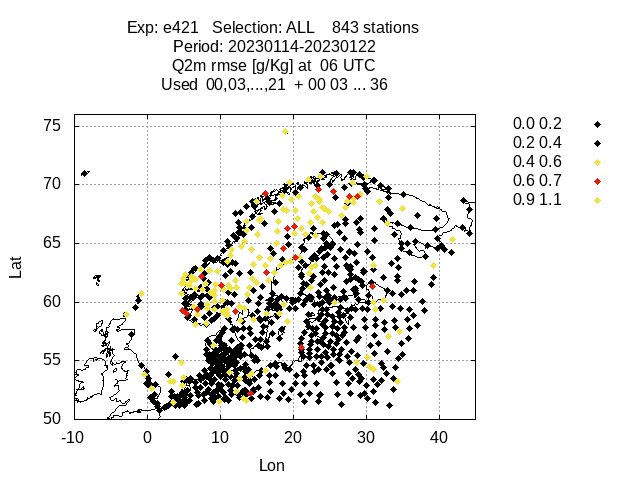 Exp: e421 Selection: ALL 843 stations
Period: 20230114-20230122
Q2m rmse [g/Kg] at 06 UTC
Used 00,03,...,21 + 00 03 ... 36
75
70
65
60
55
50
Lat
-10 0 10 20 30 40
Lon
0.0 0.2
0.2 0.4
0.4 0.6
0.6 0.7
0.9 1.1